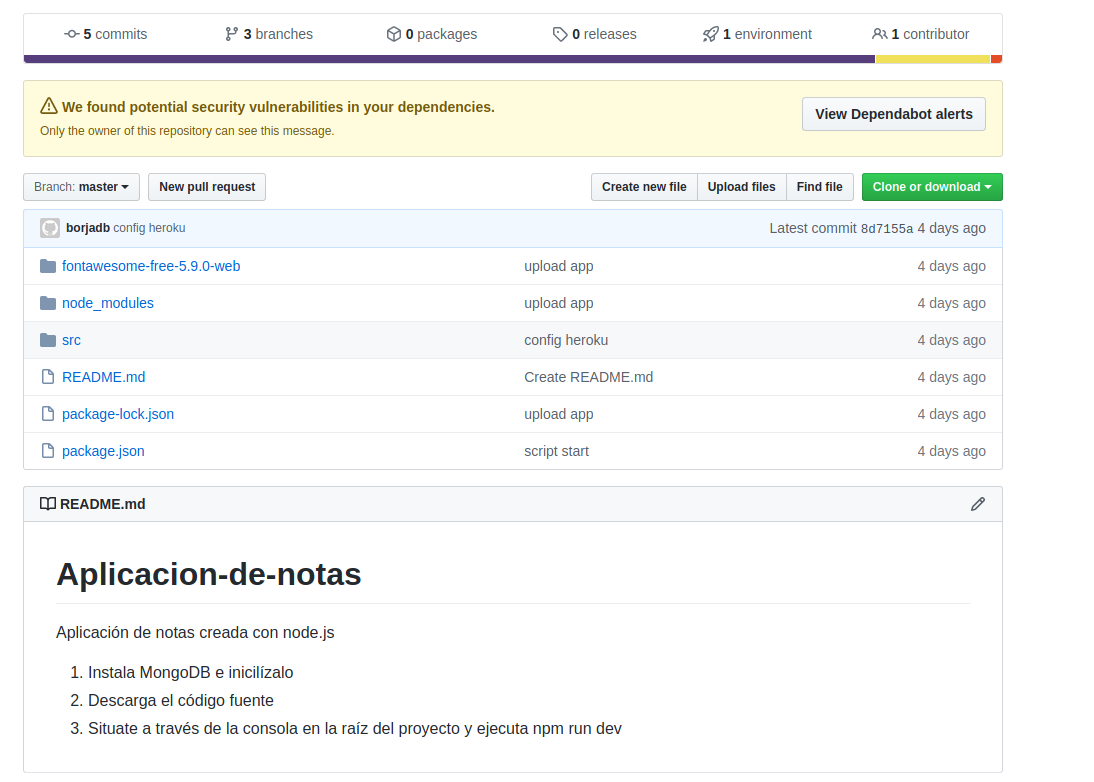 5 commits 3 branches 0 packages 0 releases 1 environment 1 contributor
We found potential security vulnerabilities in your dependencies.
Only the owner of this repository can see this message.
View Dependabot alerts
Branch: master New pull request Create new file Upload files Find file Clone or download
borjadb config heroku Latest commit 8d7155a 4 days ago
fontawesome-free-5.9.0-web upload app 4 days ago
node_modules upload app 4 days ago
src config heroku 4 days ago
README.md Create README.md 4 days ago
package-lock.json upload app 4 days ago
package.json script start 4 days ago
README.md
Aplicacion-de-notas
Aplicación de notas creada con node.js
1. Instala MongoDB e inicilízalo
2. Descarga el código fuente
3. Situate a través de la consola en la raíz del proyecto y ejecuta npm run dev